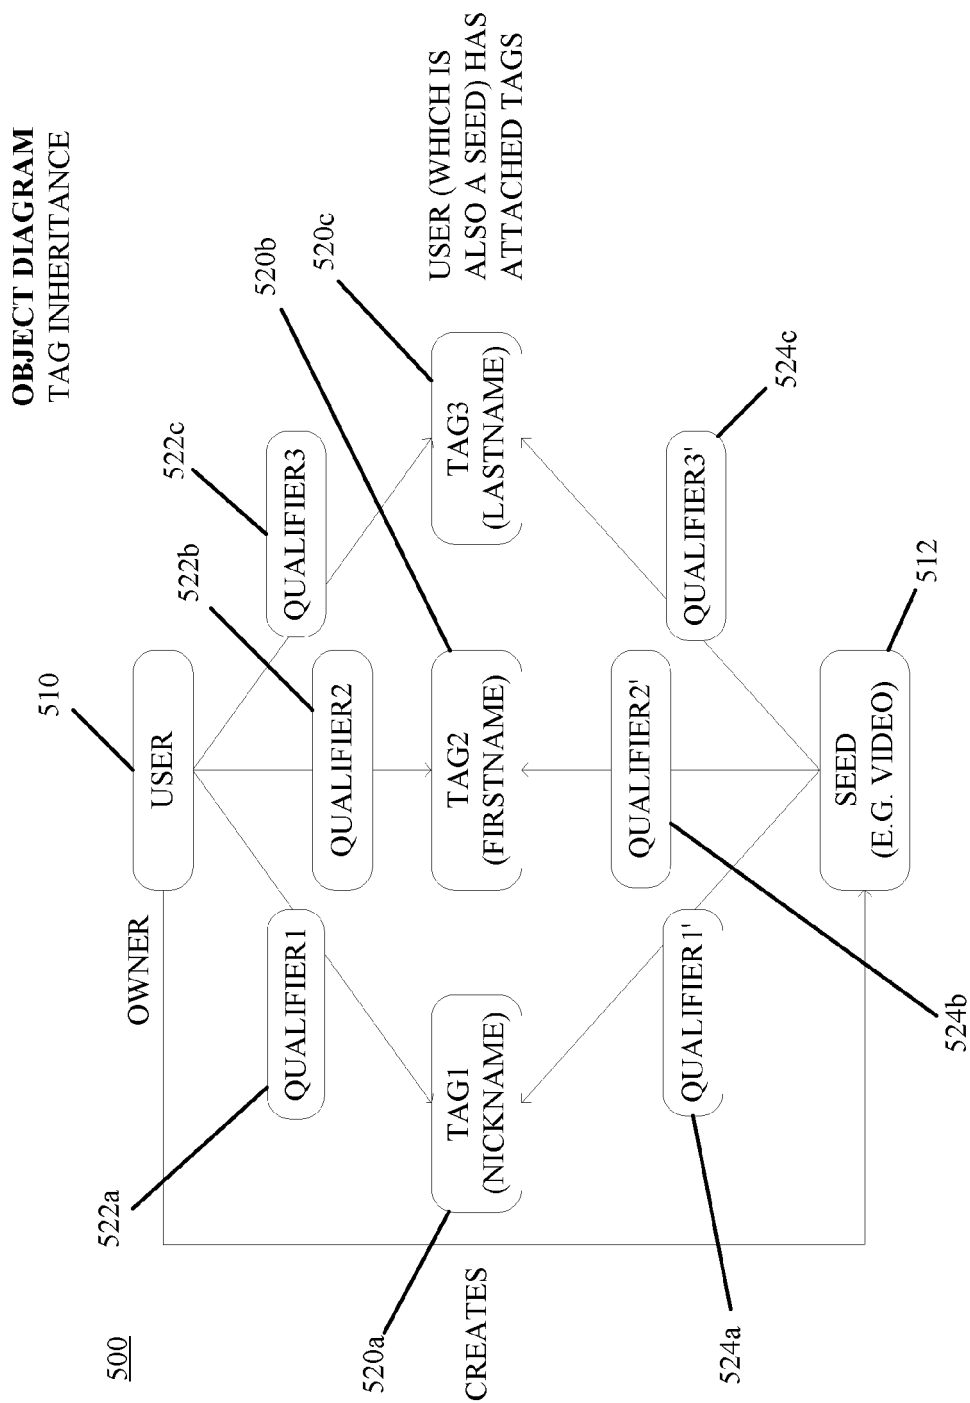 OBJECT DIAGRAM
TAG INHERITANCE
500
510
OWNER
USER
522a
522b
522c
QUALIFIER1
QUALIFIER2
QUALIFIER3
520b
520c
520a
CREATES
TAG1
(NICKNAME)
TAG2
(FIRSTNAME)
TAG3
(LASTNAME)
USER (WHICH IS
ALSO A SEED) HAS
ATTACHED TAGS
QUALIFIER1'
QUALIFIER2'
QUALIFIER3'
524a
524b
524c
SEED
(E.G. VIDEO)
512